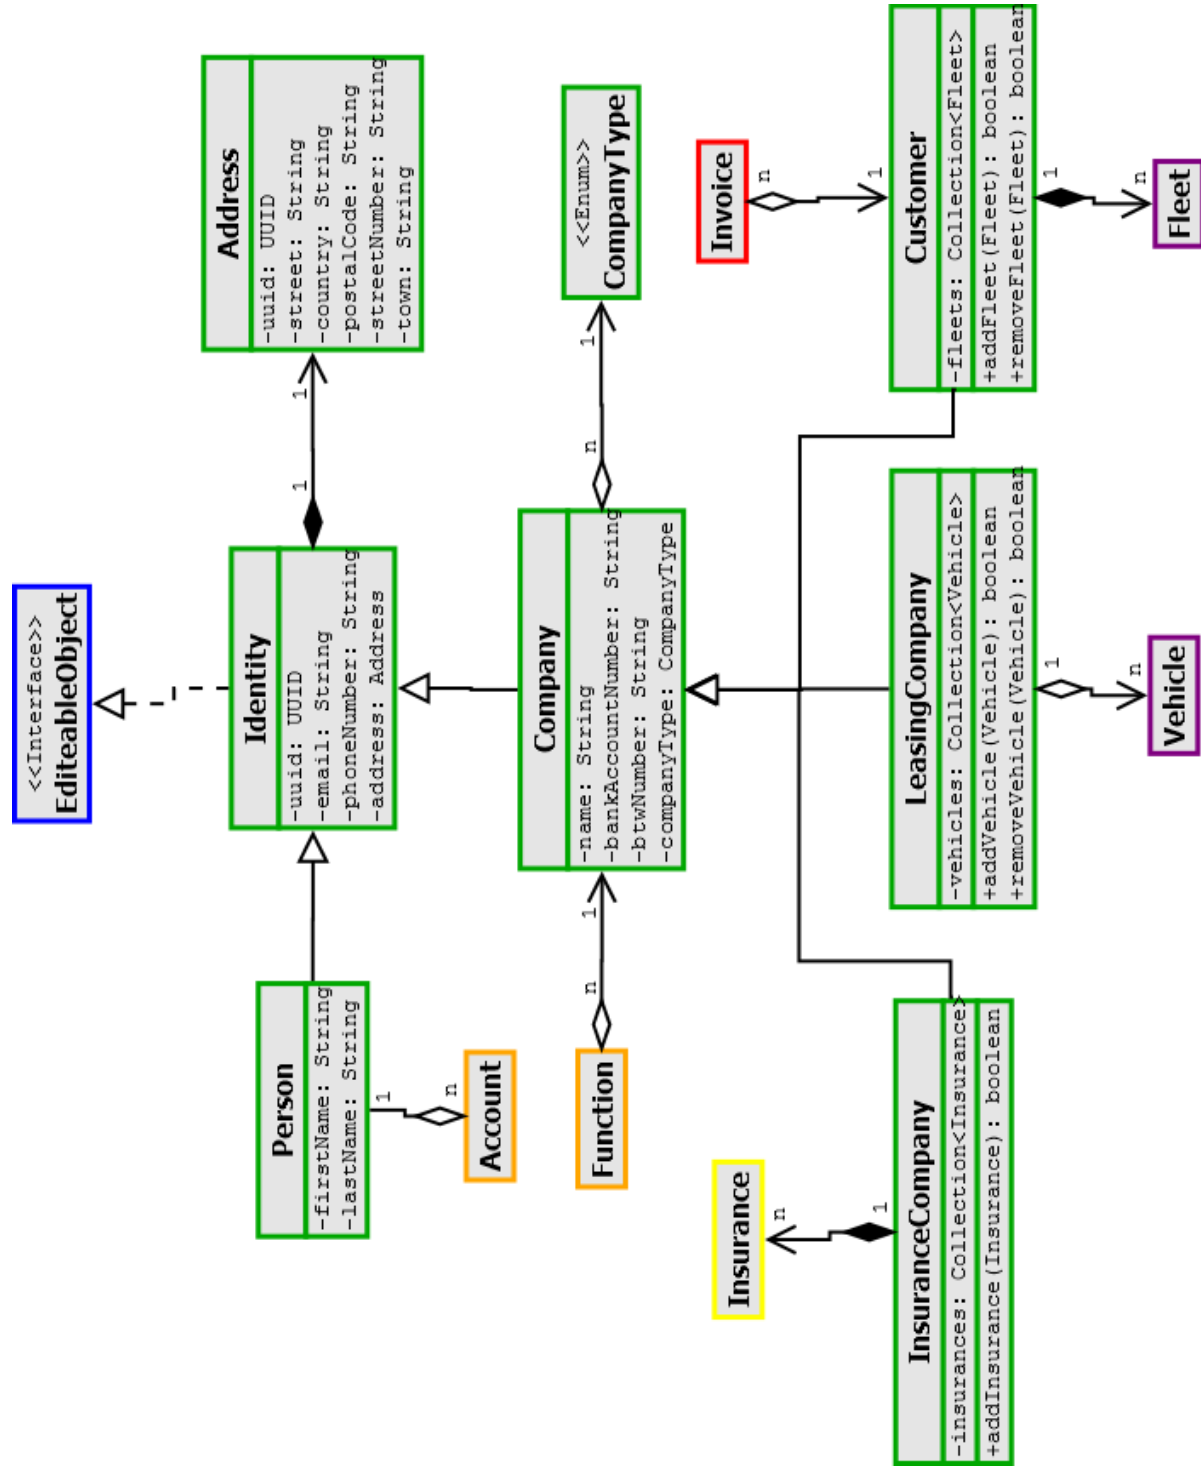 <<Interface>>
EditeableObject
Person
-firstName: String
-lastName: String
Identity
-uuid: UUID
-email: String
-phoneNumber: String
-address: Address
Address
-uuid: UUID
-street: String
-country: String
-postalCode: String
-streetNumber: String
-town: String
1
1
1
n
Account
Function
n
1
Company
-name: String
-bankAccountNumber: String
-btwNumber: String
-companyType: CompanyType
n
1
<<Enum>>
CompanyType
Insurance
n
1
Invoice
n
1
InsuranceCompany
-insurances: Collection<Insurance>
+addInsurance(Insurance): boolean
LeasingCompany
-vehicles: Collection<Vehicle>
+addVehicle(Vehicle): boolean
+removeVehicle(Vehicle): boolean
Customer
-fleets: Collection<Fleet>
+addFleet(Fleet): boolean
+removeFleet(Fleet): boolean
1
n
Vehicle
1
n
Fleet